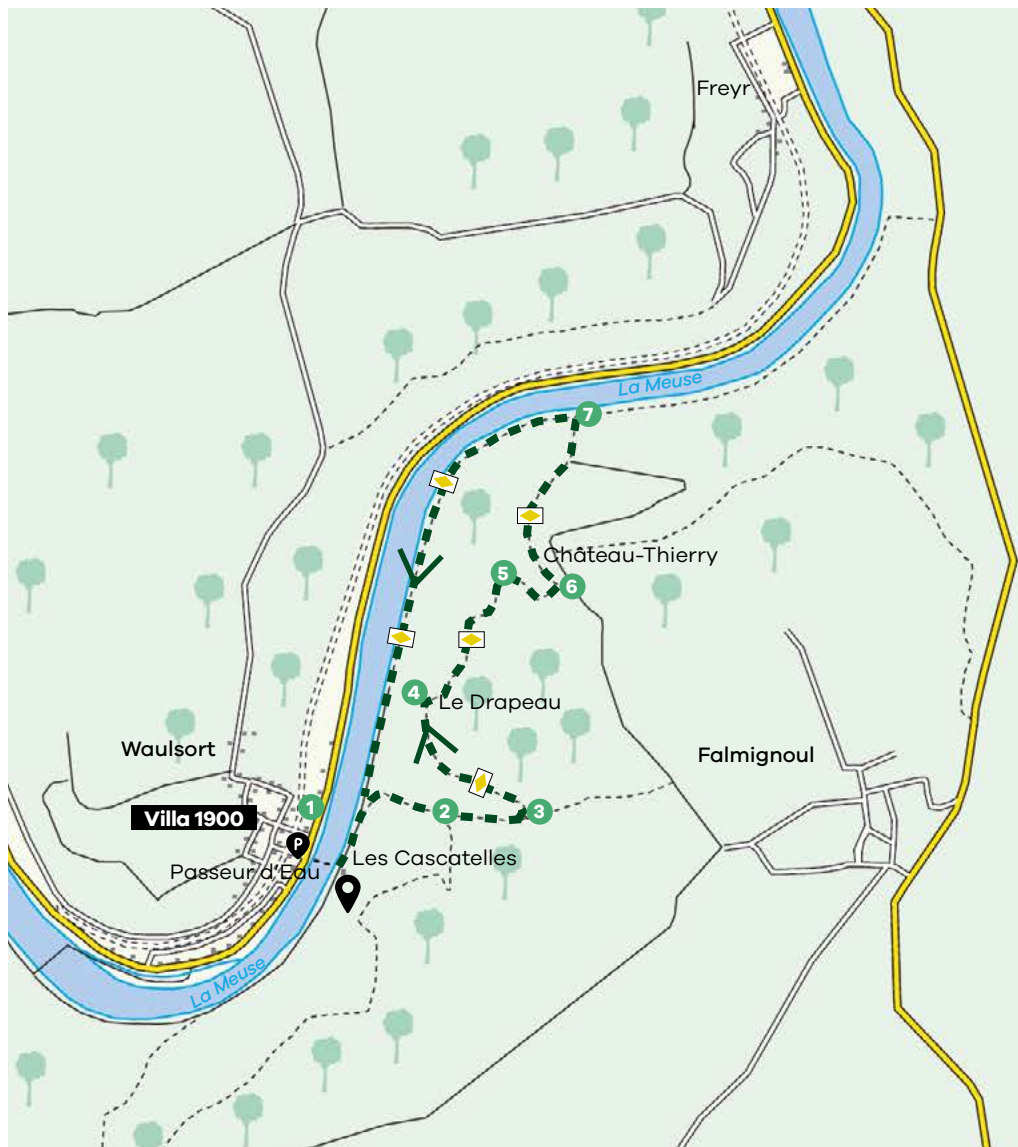 Freyr
La Meuse
7
Château-Thierry
5
6
4
Le Drapeau
Waulsort
Falmignoul
1
Villa 1900
2
3
P
Passeur d'Eau
Les Cascatelles
La Meuse